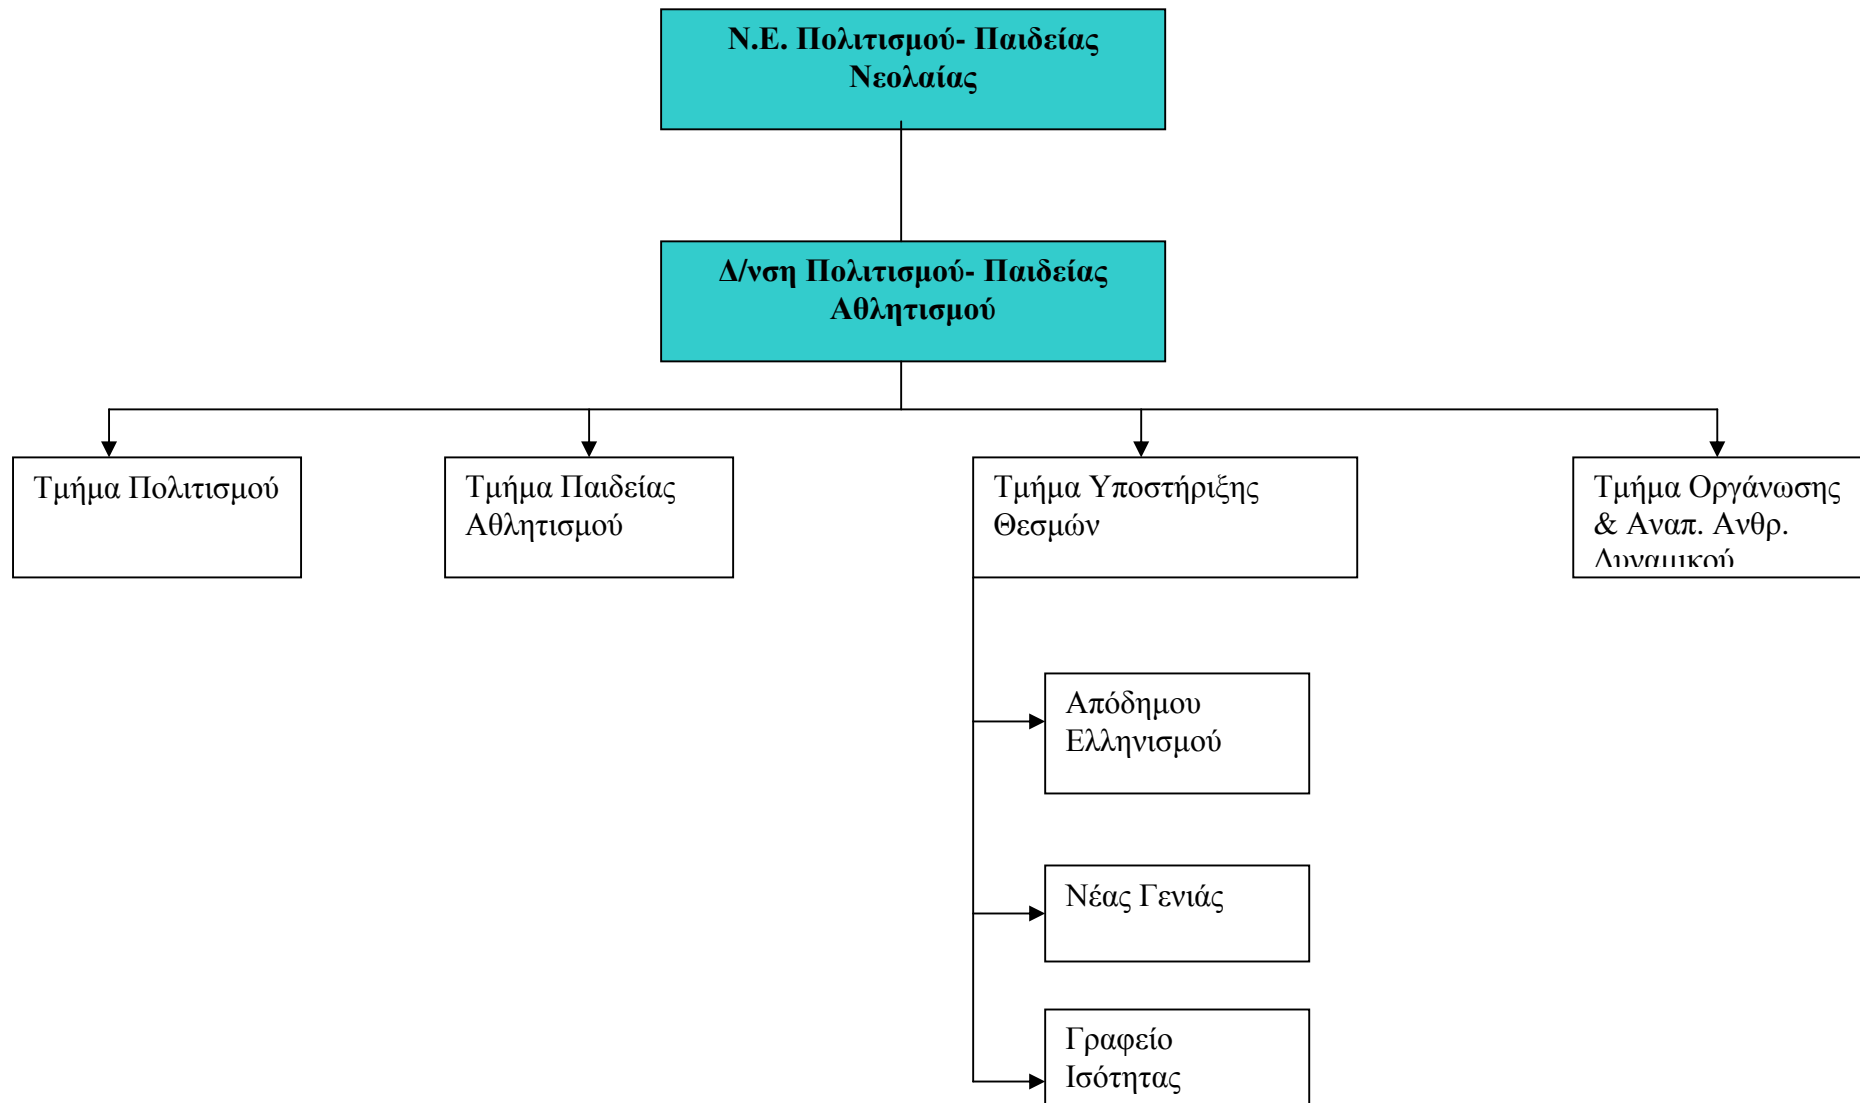 Ν.Ε. Πολιτισμού- Παιδείας
Νεολαίας
Δ/νση Πολιτισμού- Παιδείας
Αθλητισμού
Τμήμα Πολιτισμού
Τμήμα Παιδείας
Αθλητισμού
Τμήμα Υποστήριξης
Θεσμών
Τμήμα Οργάνωσης
& Αναπ. Ανθρ.
Δυναμικού
Απόδημου
Ελληνισμού
Νέας Γενιάς
Γραφείο
Ισότητας